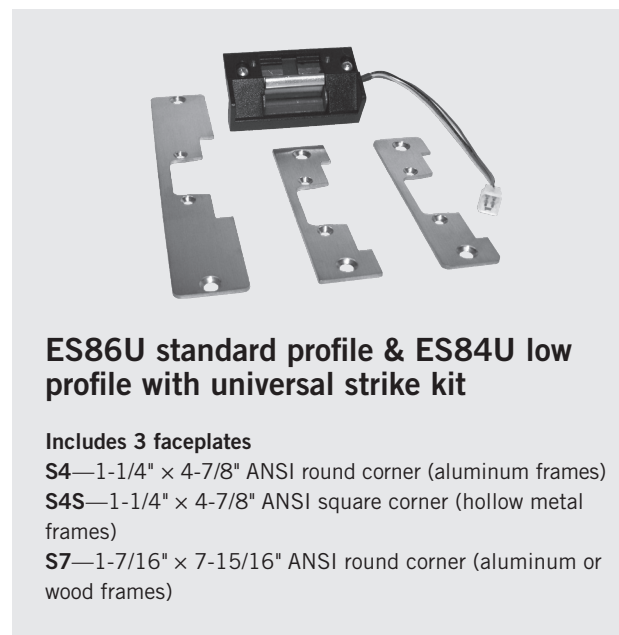 ES86U standard profile & ES84U low
profile with universal strike kit
Includes 3 faceplates
S4—1-1/4" × 4-7/8" ANSI round corner (aluminum frames)
S4S—1-1/4" × 4-7/8" ANSI square corner (hollow metal
frames)
S7—1-7/16" × 7-15/16" ANSI round corner (aluminum or
wood frames)